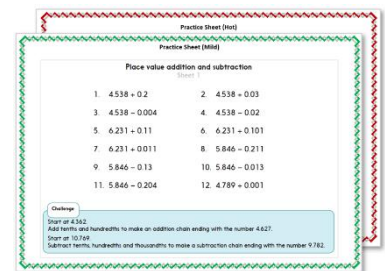 Practice Sheet (Hot)
Practice Sheet (Mild)
Place value addition and subtraction
Sheet 1
1. 4.538 + 0.2
2. 4.538 + 0.03
3. 4.538 – 0.004
4. 4.538 – 0.02
5. 6.231 + 0.11
6. 6.231 + 0.101
7. 6.231 + 0.011
8. 5.846 – 0.211
9. 5.846 – 0.13
10. 5.846 – 0.013
11. 5.846 – 0.204
12. 4.789 + 0.001
Challenge
Start at 4.362.
Add tenths and hundredths to make an addition chain ending with the number 4.627.
Start at 10.769.
Subtract tenths, hundredths and thousandths to make a subtraction chain ending with the number 9.782.